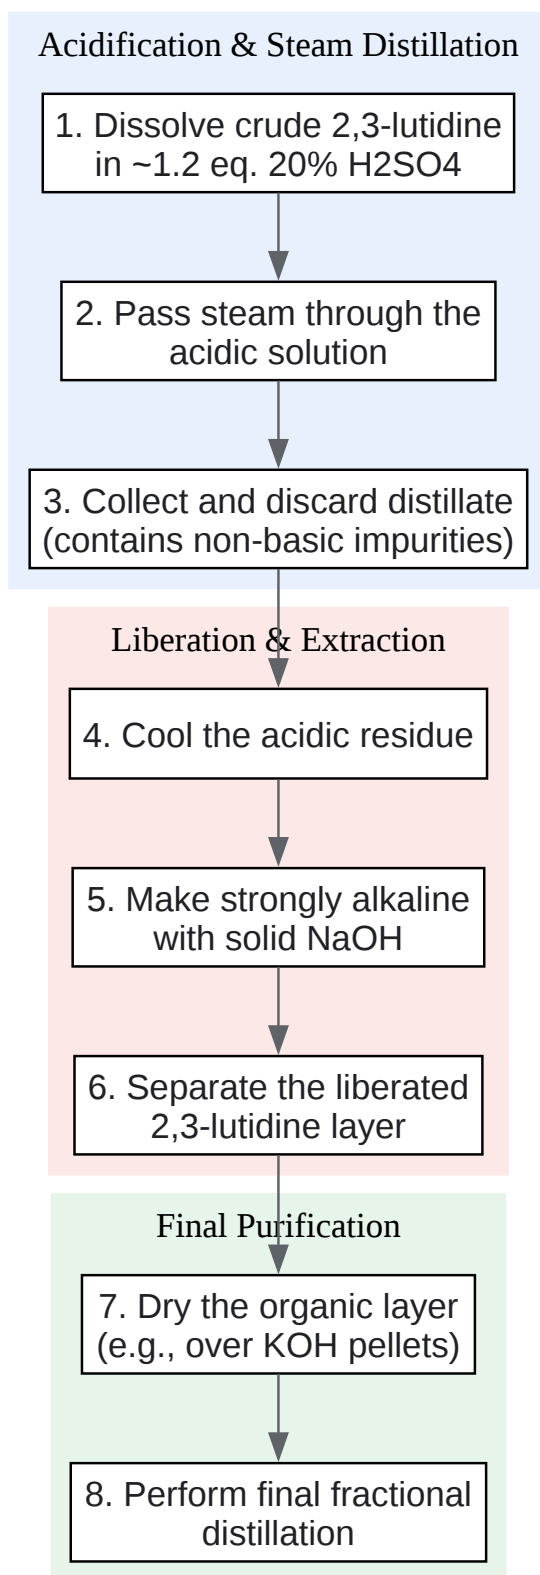 Acidification & Steam Distillation
1. Dissolve crude 2,3-lutidine
in ~1.2 eq. 20% H2SO4
2. Pass steam through the
acidic solution
3. Collect and discard distillate
(contains non-basic impurities)
Liberation & Extraction
4. Cool the acidic residue
5. Make strongly alkaline
with solid NaOH
6. Separate the liberated
2,3-lutidine layer
Final Purification
7. Dry the organic layer
(e.g., over KOH pellets)
8. Perform final fractional
distillation